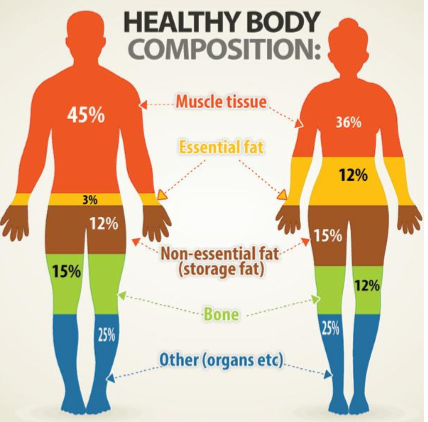 HEALTHY BODY
COMPOSITION:
Muscle tissue
45%
36%
Essential fat
3%
12%
12%
15%
Non-essential fat
(storage fat)
15%
12%
Bone
25%
25%
Other (organs etc)